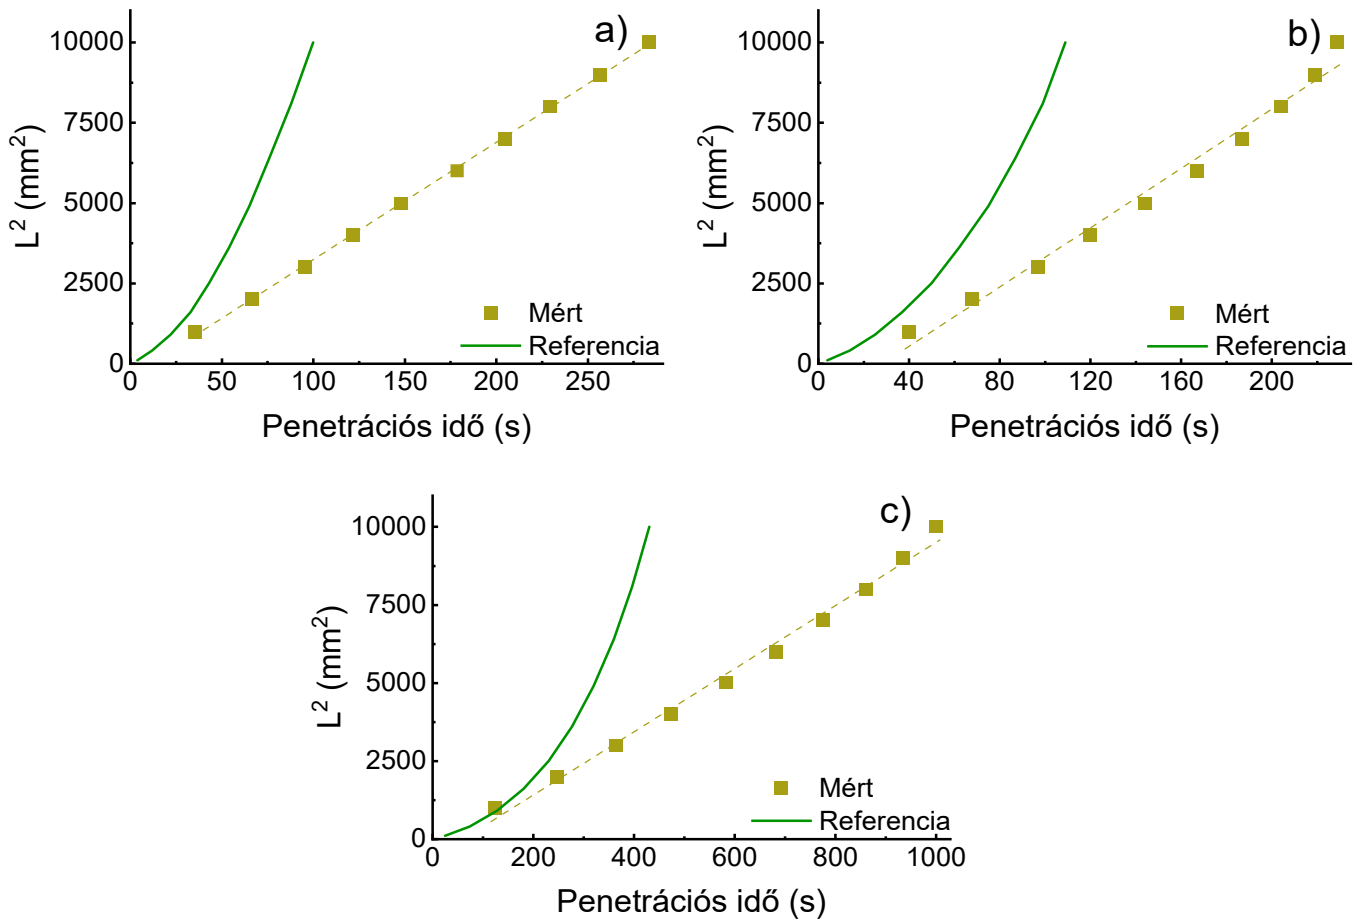 a)
L² (mm²)
10000
7500
5000
2500
0
Mért
Referencia
0 50 100 150 200 250
Penetrációs idő (s)
b)
L² (mm²)
10000
7500
5000
2500
0
Mért
Referencia
0 40 80 120 160 200
Penetrációs idő (s)
c)
L² (mm²)
10000
7500
5000
2500
0
Mért
Referencia
0 200 400 600 800 1000
Penetrációs idő (s)